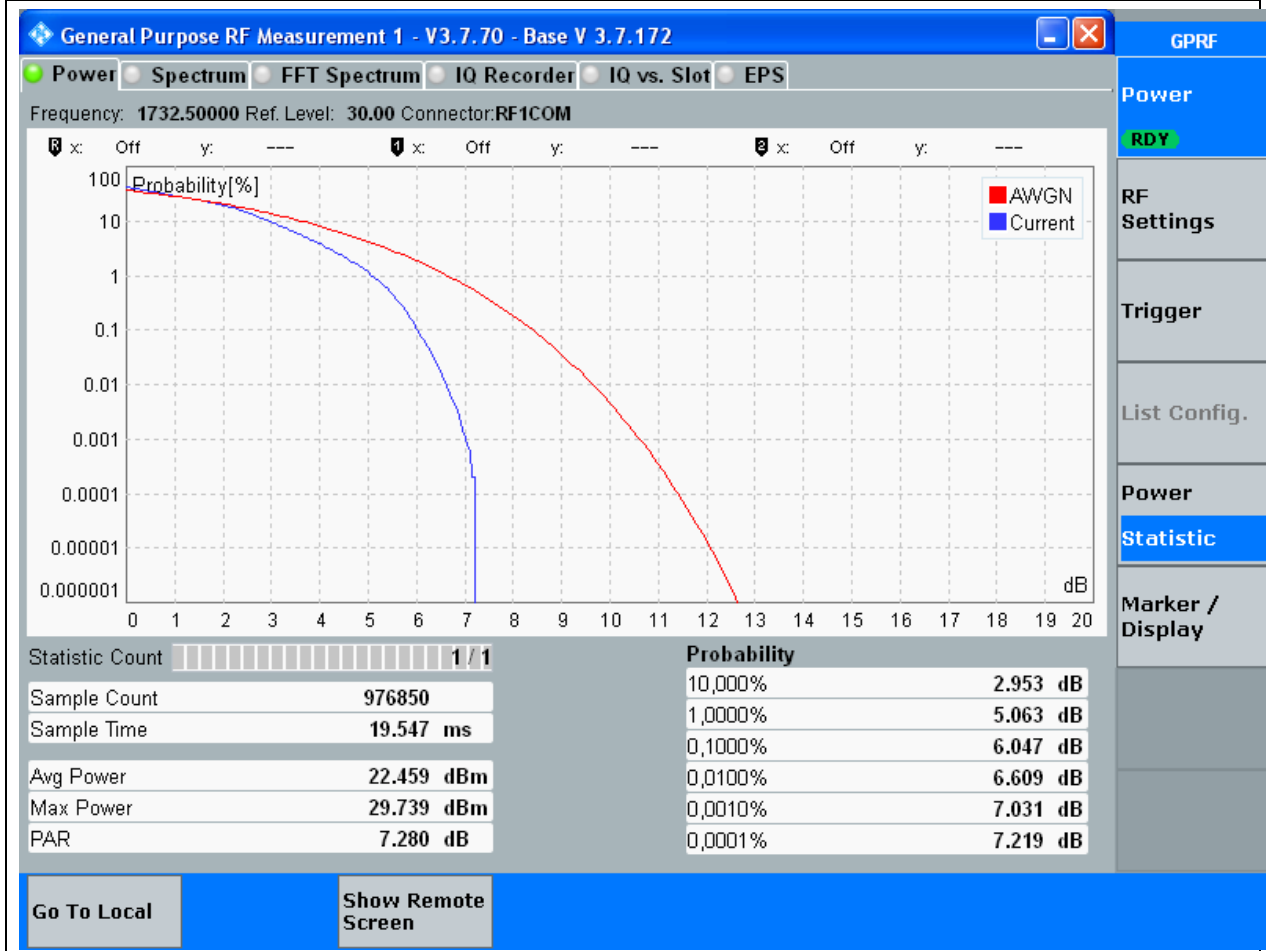 General Purpose RF Measurement 1 - V3.7.70 - Base V 3.7.172
GPRF
Power Spectrum FFT Spectrum IQ Recorder IQ vs. Slot EPS
Frequency: 1732.50000 Ref. Level: 30.00 Connector:RF1COM
R x: Off y: --- 1 x: Off y: --- 2 x: Off y: ---
Probability[%]
AWGN
Current
100
10
1
0.1
0.01
0.001
0.0001
0.00001
0.000001
dB
0 1 2 3 4 5 6 7 8 9 10 11 12 13 14 15 16 17 18 19 20
Statistic Count 1 / 1
Sample Count 976850
Sample Time 19.547 ms
Avg Power 22.459 dBm
Max Power 29.739 dBm
PAR 7.280 dB
Probability
10,000% 2.953 dB
1,0000% 5.063 dB
0,1000% 6.047 dB
0,0100% 6.609 dB
0,0010% 7.031 dB
0,0001% 7.219 dB
Power
RDY
RF
Settings
Trigger
List Config.
Power
Statistic
Marker /
Display
Go To Local
Show Remote
Screen